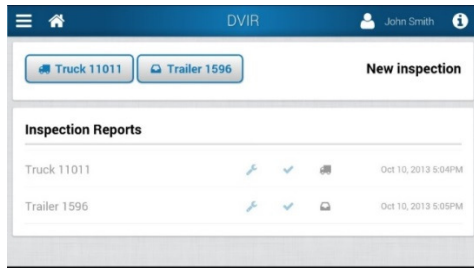 DVIR John Smith
Truck 11011 Trailer 1596 New inspection
Inspection Reports
Truck 11011 Oct 10, 2013 5:04PM
Trailer 1596 Oct 10, 2013 5:05PM